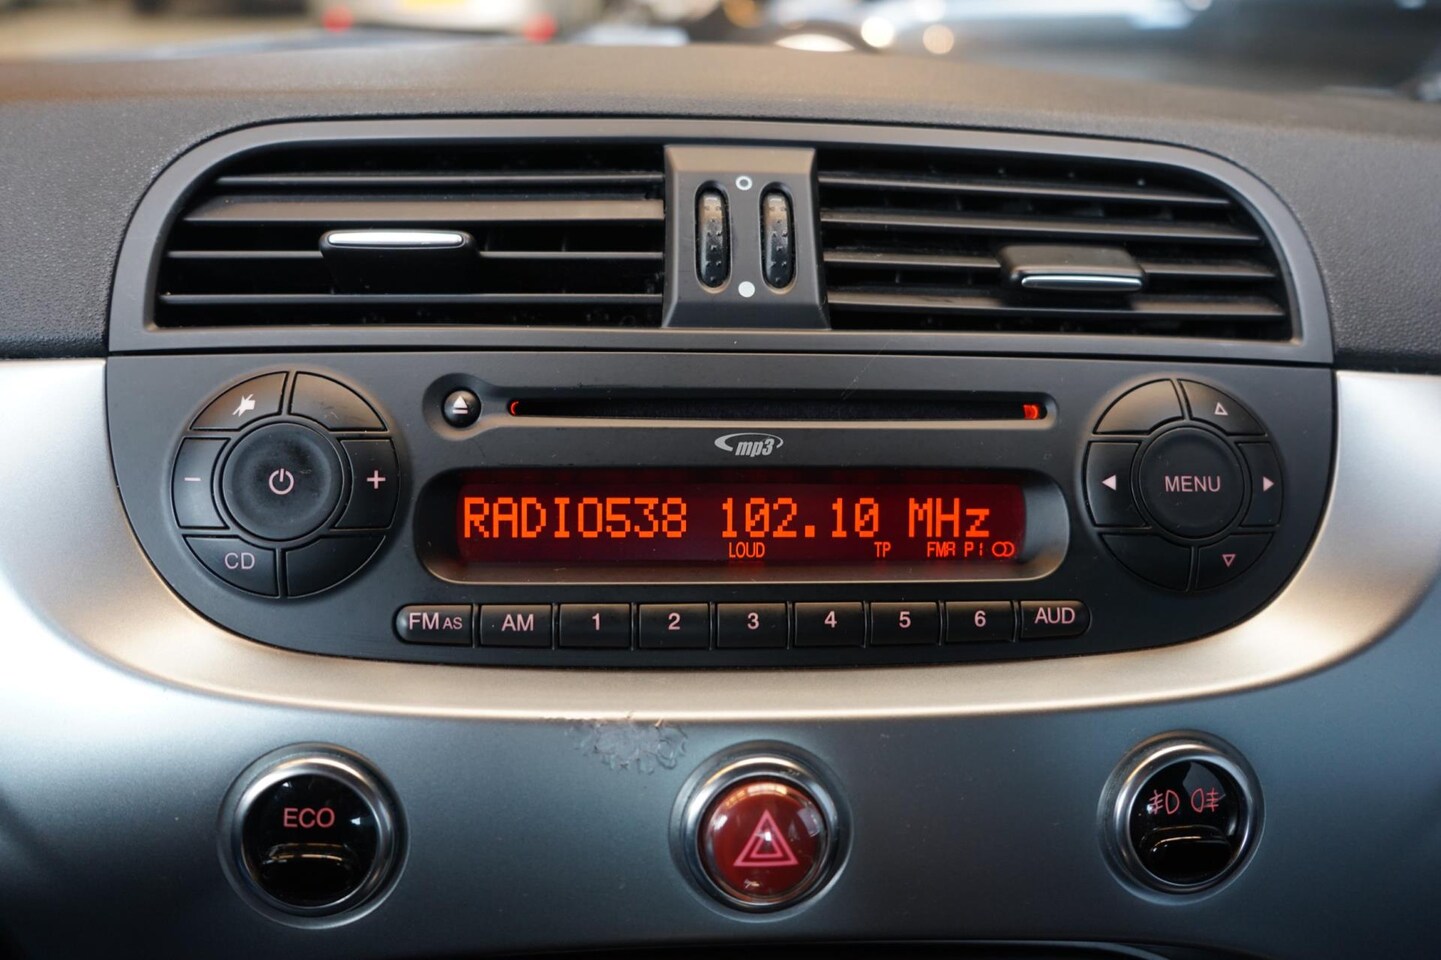 mp3
RADIO538 102.10 MHz
LOUD TP FMR P1
MENU
CD
FM AS AM 1 2 3 4 5 6 AUD
ECO